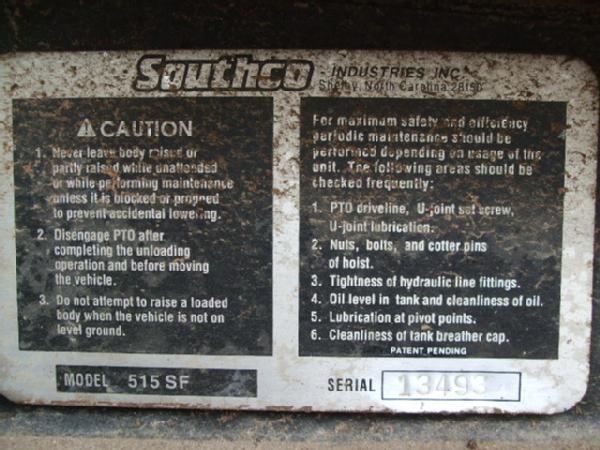 Southco INDUSTRIES INC.
Shelby, North Carolina 28150
CAUTION
1. Never leave body raised or
partly raised while unattended
or while performing maintenance
unless it is blocked or propped
to prevent accidental lowering.
2. Disengage PTO after
completing the unloading
operation and before moving
the vehicle.
3. Do not attempt to raise a loaded
body when the vehicle is not on
level ground.
MODEL 515 SF
For maximum safety and efficiency
periodic maintenance should be
performed depending on usage of the
unit. The following areas should be
checked frequently:
1. PTO driveline, U-joint set screw,
U-joint lubrication.
2. Nuts, bolts, and cotter pins
of hoist.
3. Tightness of hydraulic line fittings.
4. Oil level in tank and cleanliness of oil.
5. Lubrication at pivot points.
6. Cleanliness of tank breather cap.
PATENT PENDING
SERIAL 13493